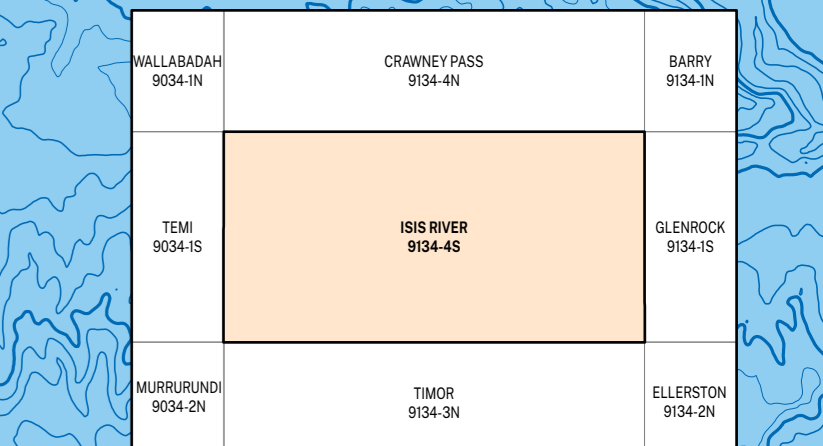 WALLABADAH
9034-1N
CRAWNEY PASS
9134-4N
BARRY
9134-1N
TEMI
9034-1S
ISIS RIVER
9134-4S
GLENROCK
9134-1S
MURRURUNDI
9034-2N
TIMOR
9134-3N
ELLERSTON
9134-2N